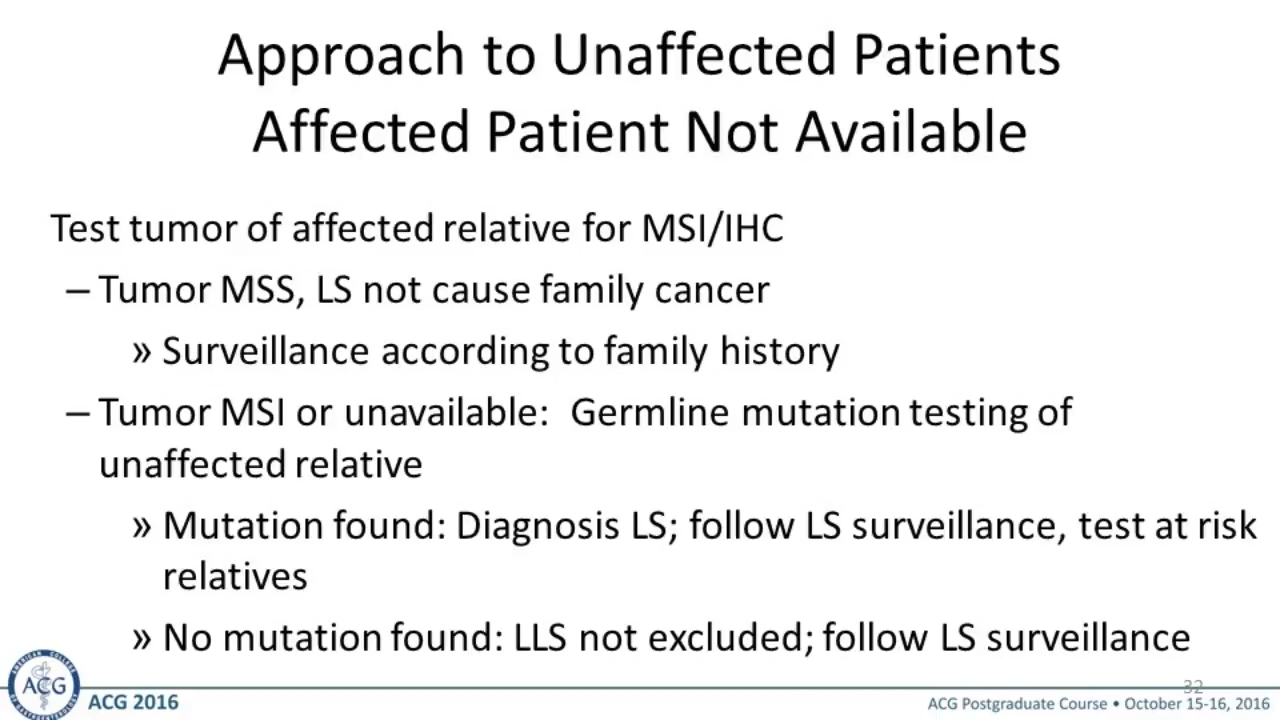 Approach to Unaffected Patients
Affected Patient Not Available
Test tumor of affected relative for MSI/IHC
– Tumor MSS, LS not cause family cancer
» Surveillance according to family history
– Tumor MSI or unavailable: Germline mutation testing of
unaffected relative
» Mutation found: Diagnosis LS; follow LS surveillance, test at risk
relatives
» No mutation found: LLS not excluded; follow LS surveillance
32
ACG
ACG 2016
ACG Postgraduate Course • October 15-16, 2016